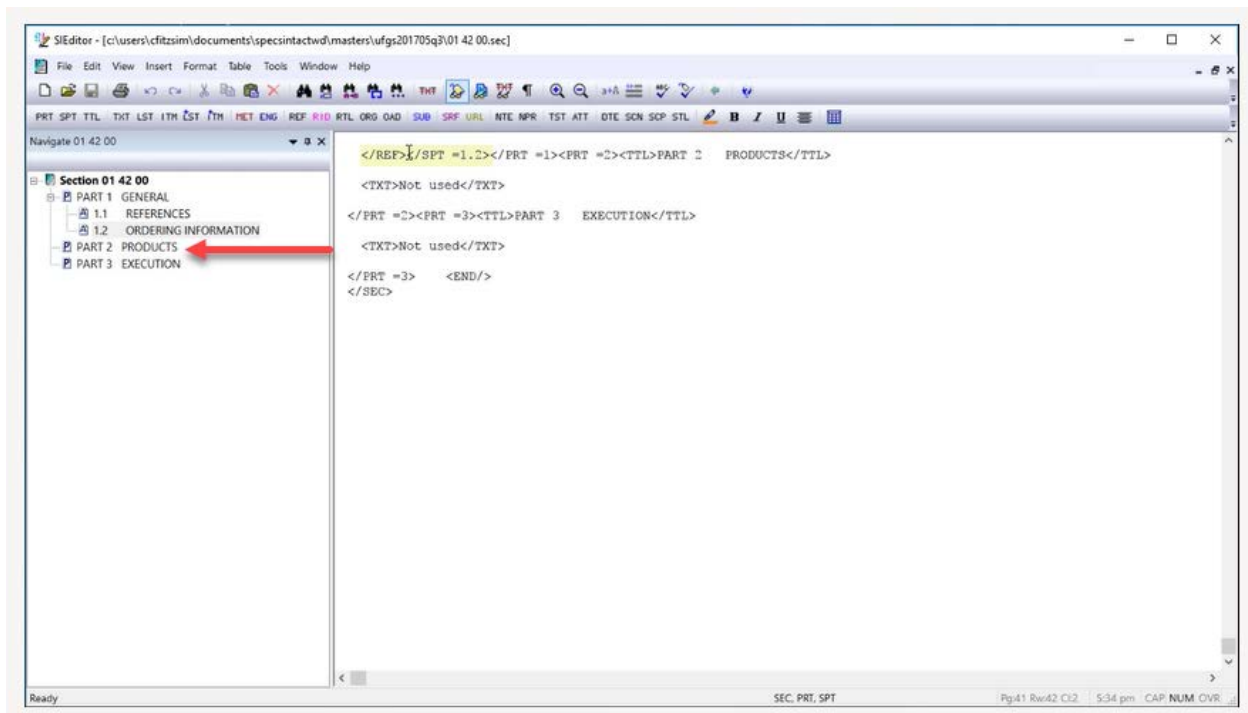 SIEditor - [c:\users\cfitzsim\documents\specsintactwd\masters\ufgs201705q3\01 42 00.sec]
File Edit View Insert Format Table Tools Window Help
PRT SPT TTL TXT LST ITM LST ITM MET ENG REF RID RTL ORG OAD SUB SRF URL NTE NPR TST ATT DTE SCN SCP STL B I U
Navigate 01 42 00
Section 01 42 00
PART 1 GENERAL
1.1 REFERENCES
1.2 ORDERING INFORMATION
PART 2 PRODUCTS
PART 3 EXECUTION
</REF></SPT =1.2></PRT =1><PRT =2><TTL>PART 2 PRODUCTS</TTL>
<TXT>Not used</TXT>
</PRT =2><PRT =3><TTL>PART 3 EXECUTION</TTL>
<TXT>Not used</TXT>
</PRT =3> <END/>
</SEC>
Ready SEC, PRT, SPT Pg:41 Rw:42 Cl:2 5:34 pm CAP NUM OVR